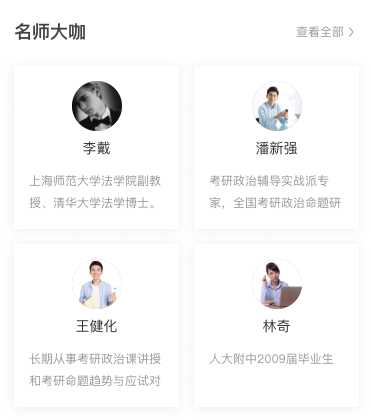 名师大咖
查看全部
李戴
潘新强
上海师范大学法学院副教
授、清华大学法学博士。
考研政治辅导实战派专
家，全国考研政治命题研
王健化
林奇
长期从事考研政治课讲授
和考研命题趋势与应试对
人大附中2009届毕业生